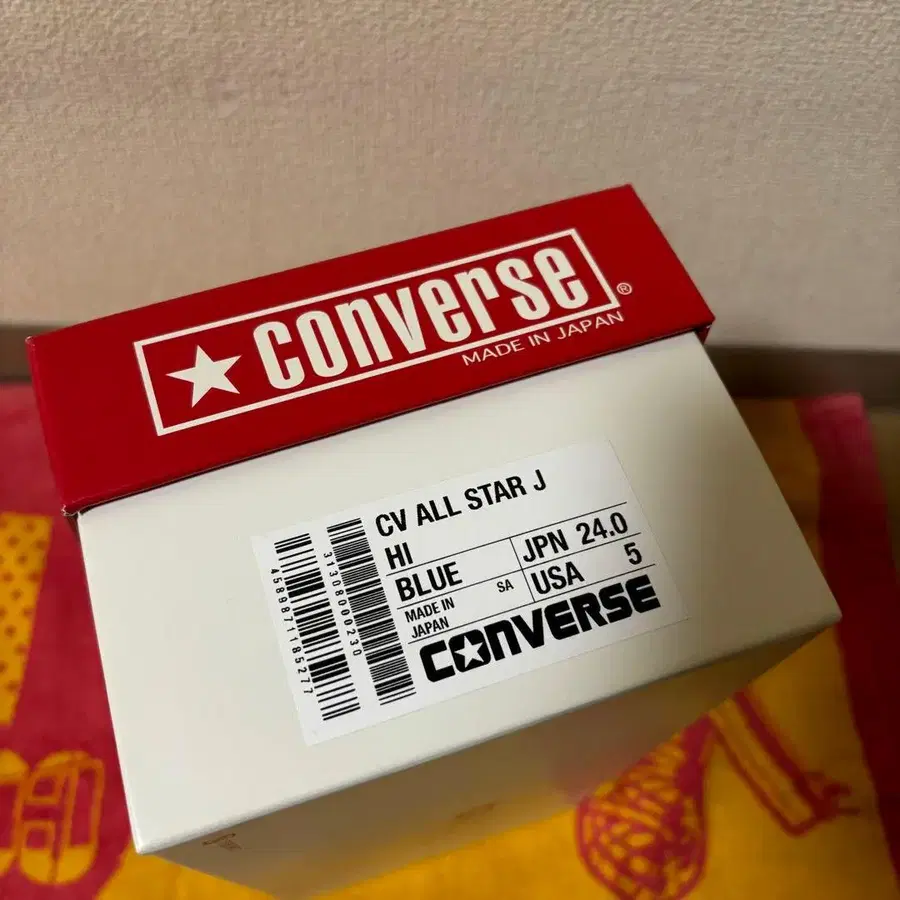 CONVERSE®
MADE IN JAPAN
CV ALL STAR J
HI
JPN 24.0
BLUE
SA
USA 5
MADE IN
JAPAN
CONVERSE
4589871185277
3130800000230